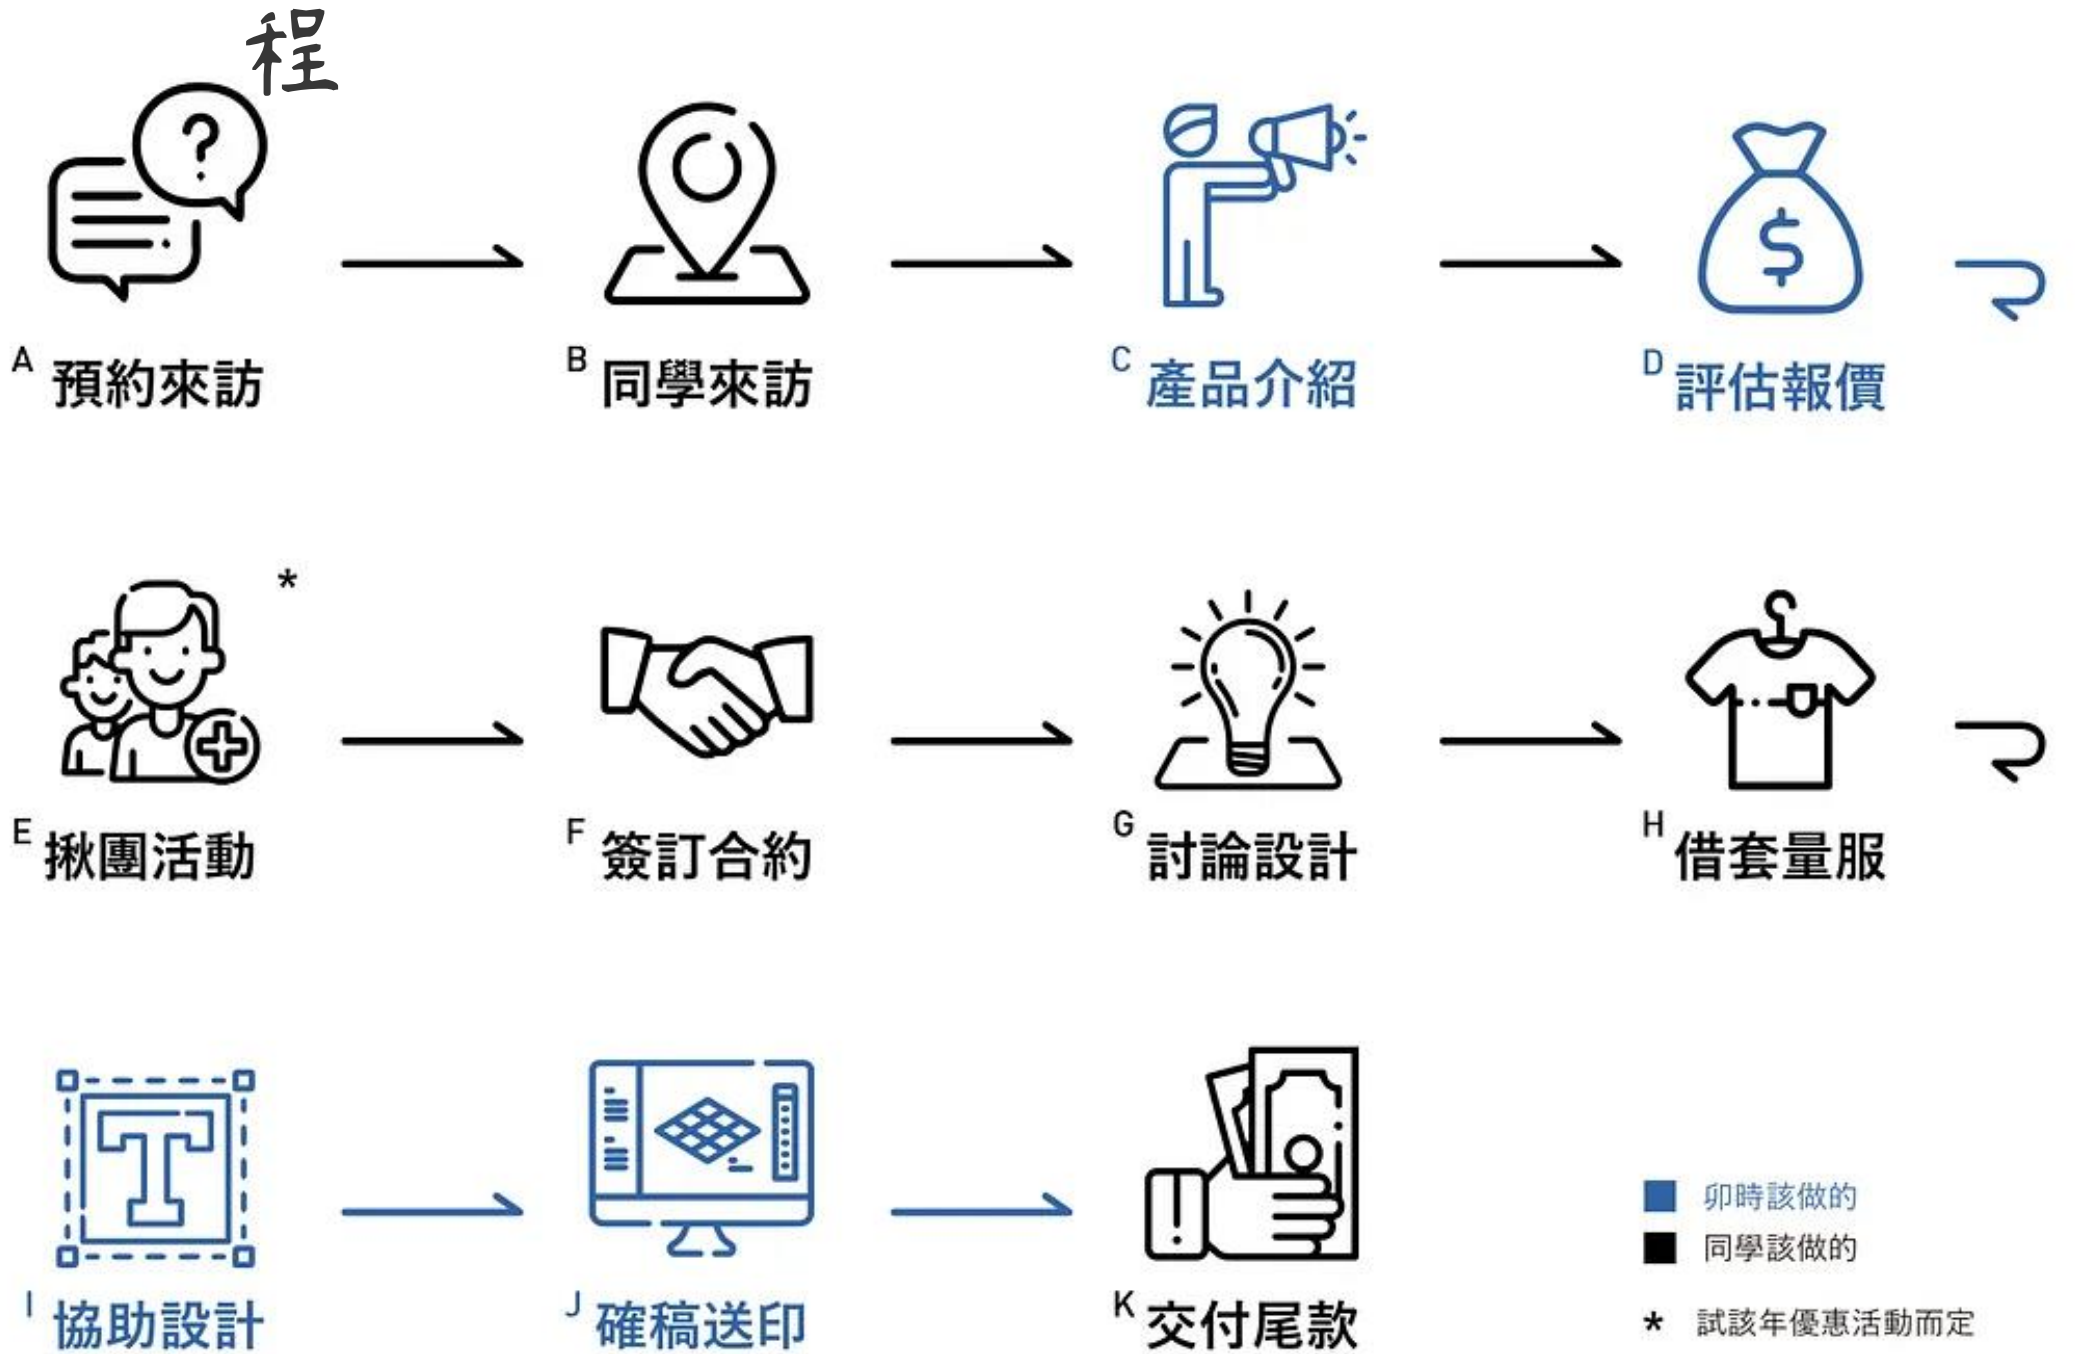 程
A 預約來訪
B 同學來訪
C 產品介紹
D 評估報價
*
E 揪團活動
F 簽訂合約
G 討論設計
H 借套量服
I 協助設計
J 確稿送印
K 交付尾款
卯時該做的
同學該做的
* 試該年優惠活動而定